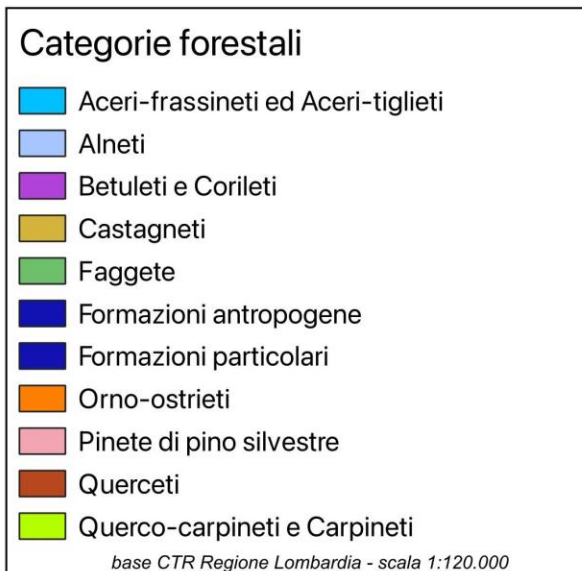 Categorie forestali
Aceri-frassineti ed Aceri-tiglieti
Alneti
Betuleti e Corileti
Castagneti
Faggete
Formazioni antropogene
Formazioni particolari
Orno-ostrieti
Pinete di pino silvestre
Querceti
Querco-carpineti e Carpineti
base CTR Regione Lombardia - scala 1:120.000